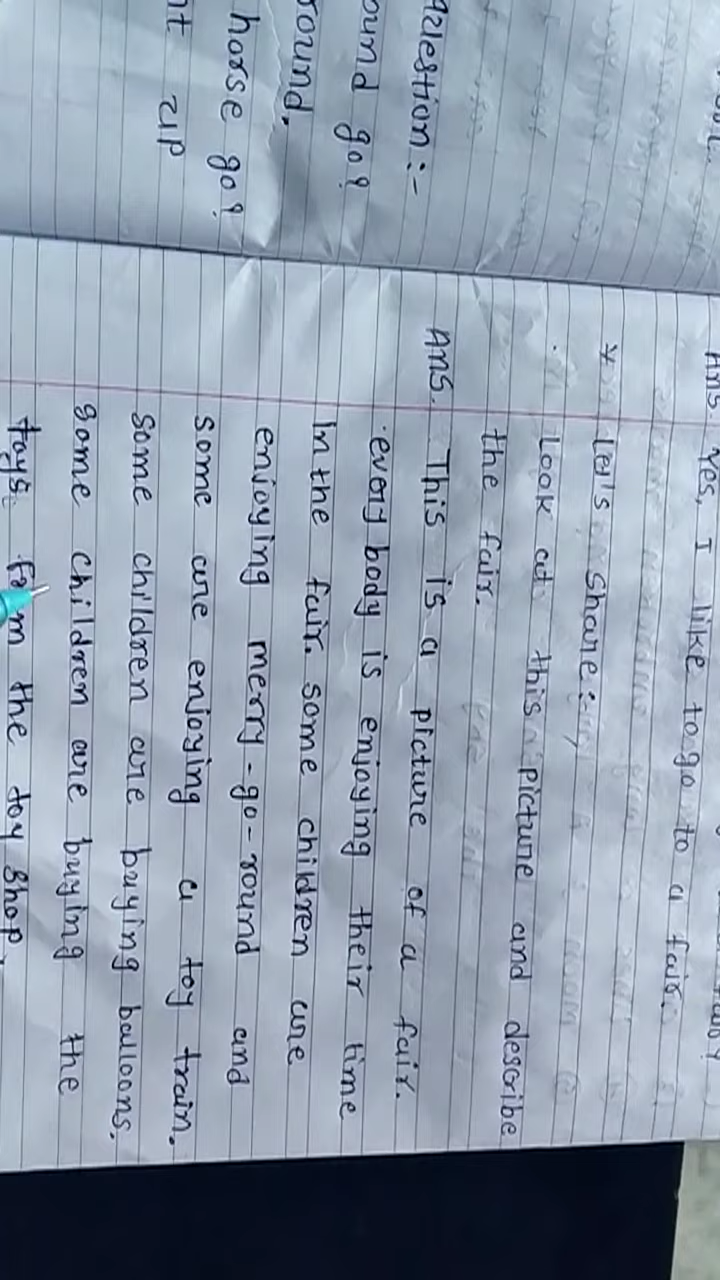 question:-
ound go?
round.
horse go?
nt up
Ans. Yes, I like to go to a fair.
* Let's share:-
Look at this picture and describe
the fair.
Ans. This is a picture of a fair.
every body is enjoying their time
In the fair. some children are
enjoying merry-go-round and
some are enjoying a toy train.
some children are buying balloons.
some children are buying the
toys from the toy shop.